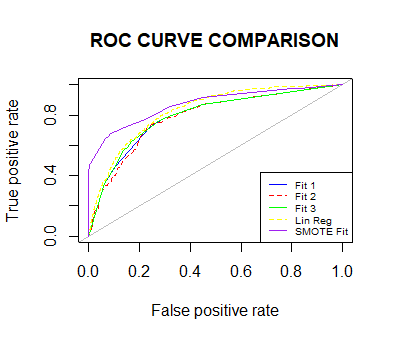 ROC CURVE COMPARISON
True positive rate
0.8
0.4
0.0
Fit 1
Fit 2
Fit 3
Lin Reg
SMOTE Fit
0.0 0.2 0.4 0.6 0.8 1.0
False positive rate